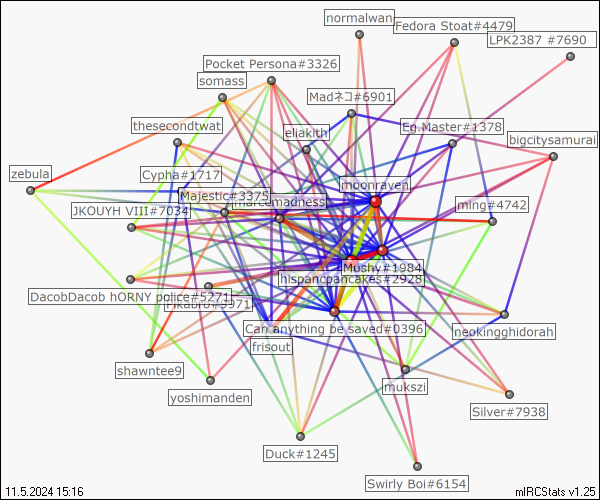 normalwan
Fedora Stoat#4479
LPK2387 #7690
Pocket Persona#3326
somass
Madネコ#6901
thesecondtwat
eliakith
Eg.Master#1378
bigcitysamurai
zebula
Cypha#1717
moonraven
Majestic#3375
madness
JKOUYH VIII#7034
ming#4742
Mushy#1984
hispancpancakes#2928
DacobDacob hORNY police#5271
Can anything be saved#0396
neokingghidorah
frisout
shawntee9
mukszi
yoshimanden
Silver#7938
Duck#1245
Swirly Boi#6154
11.5.2024 15:16
mIRCStats v1.25